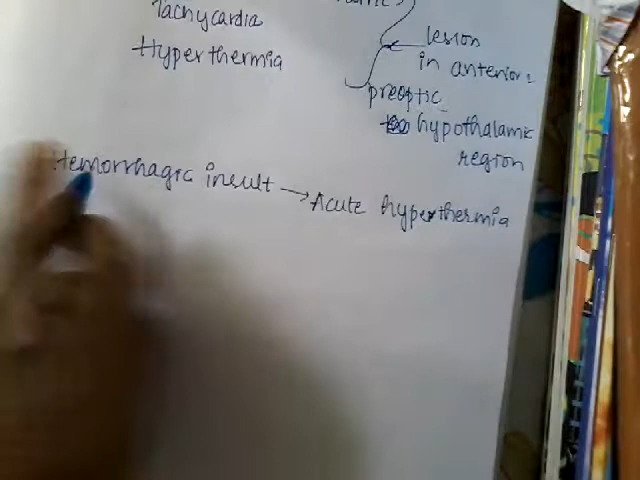 Tachycardia
Hyperthermia
lesion
in anterior
preoptic
hypothalamic
region
Hemorrhagic insult → Acute hyperthermia